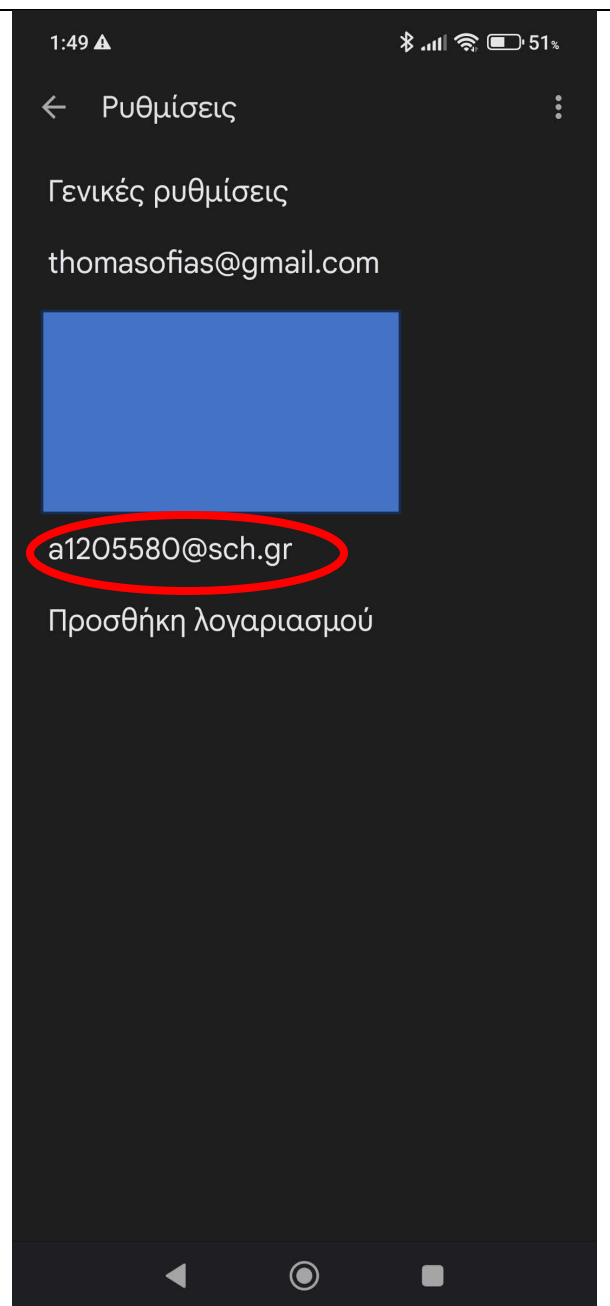 1:49 51%
Ρυθμίσεις
Γενικές ρυθμίσεις
thomasofias@gmail.com
a1205580@sch.gr
Προσθήκη λογαριασμού